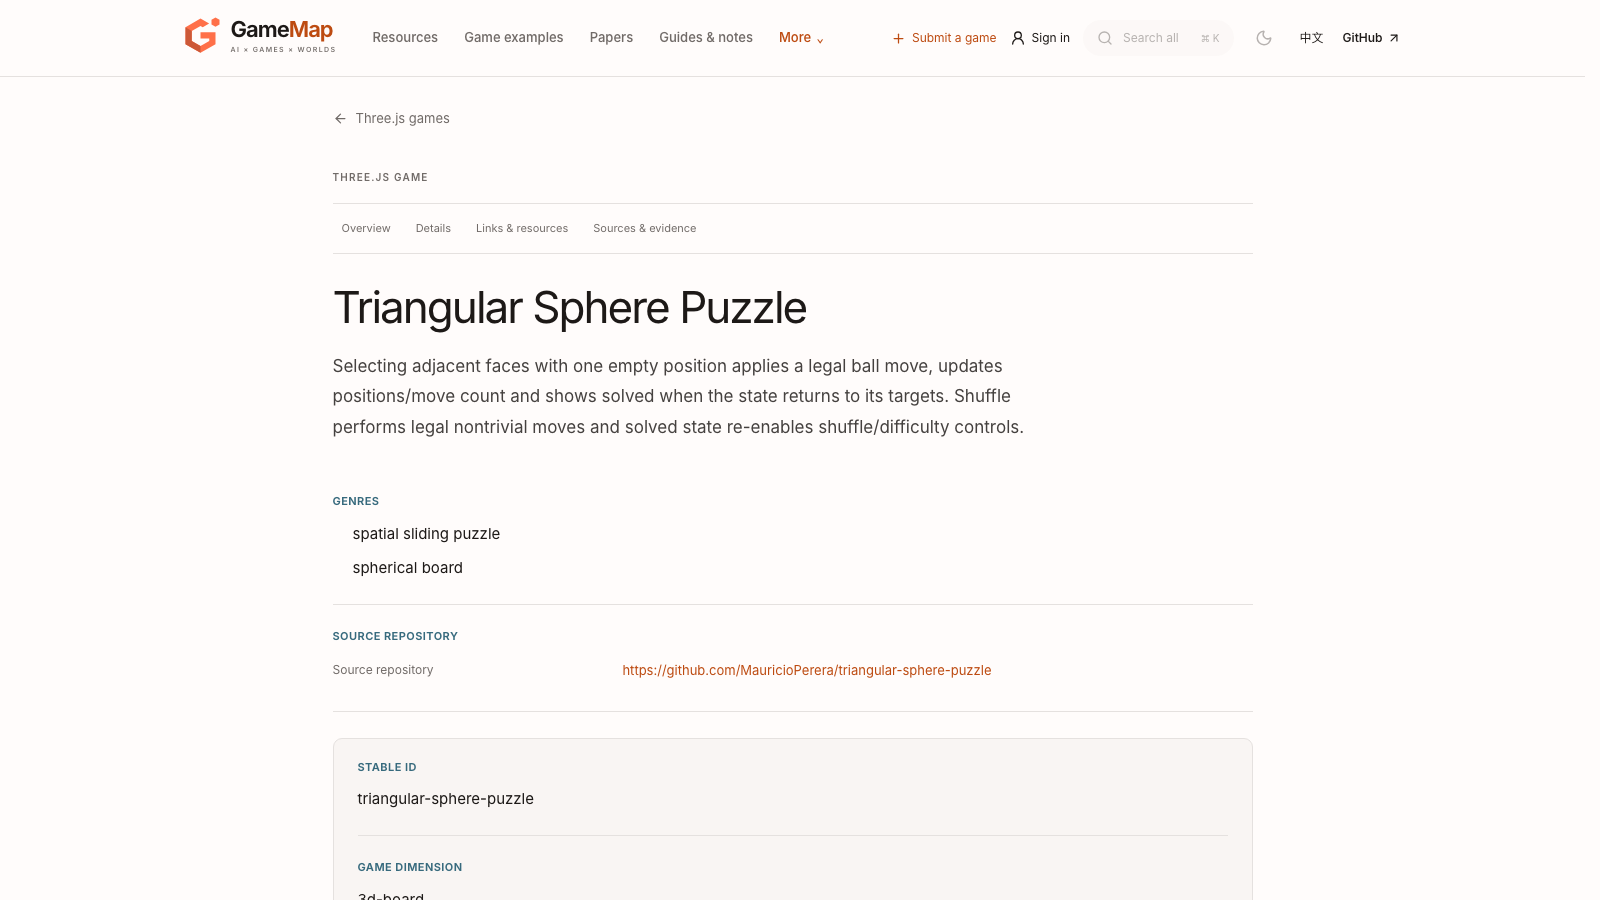 GameMap
AI × GAMES × WORLDS
Resources
Game examples
Papers
Guides & notes
More
Submit a game
Sign in
Search all
⌘ K
中文
GitHub
Three.js games
THREE.JS GAME
Overview
Details
Links & resources
Sources & evidence
Triangular Sphere Puzzle
Selecting adjacent faces with one empty position applies a legal ball move, updates
positions/move count and shows solved when the state returns to its targets. Shuffle
performs legal nontrivial moves and solved state re-enables shuffle/difficulty controls.
GENRES
spatial sliding puzzle
spherical board
SOURCE REPOSITORY
Source repository
https://github.com/MauricioPerera/triangular-sphere-puzzle
STABLE ID
triangular-sphere-puzzle
GAME DIMENSION
3d-board